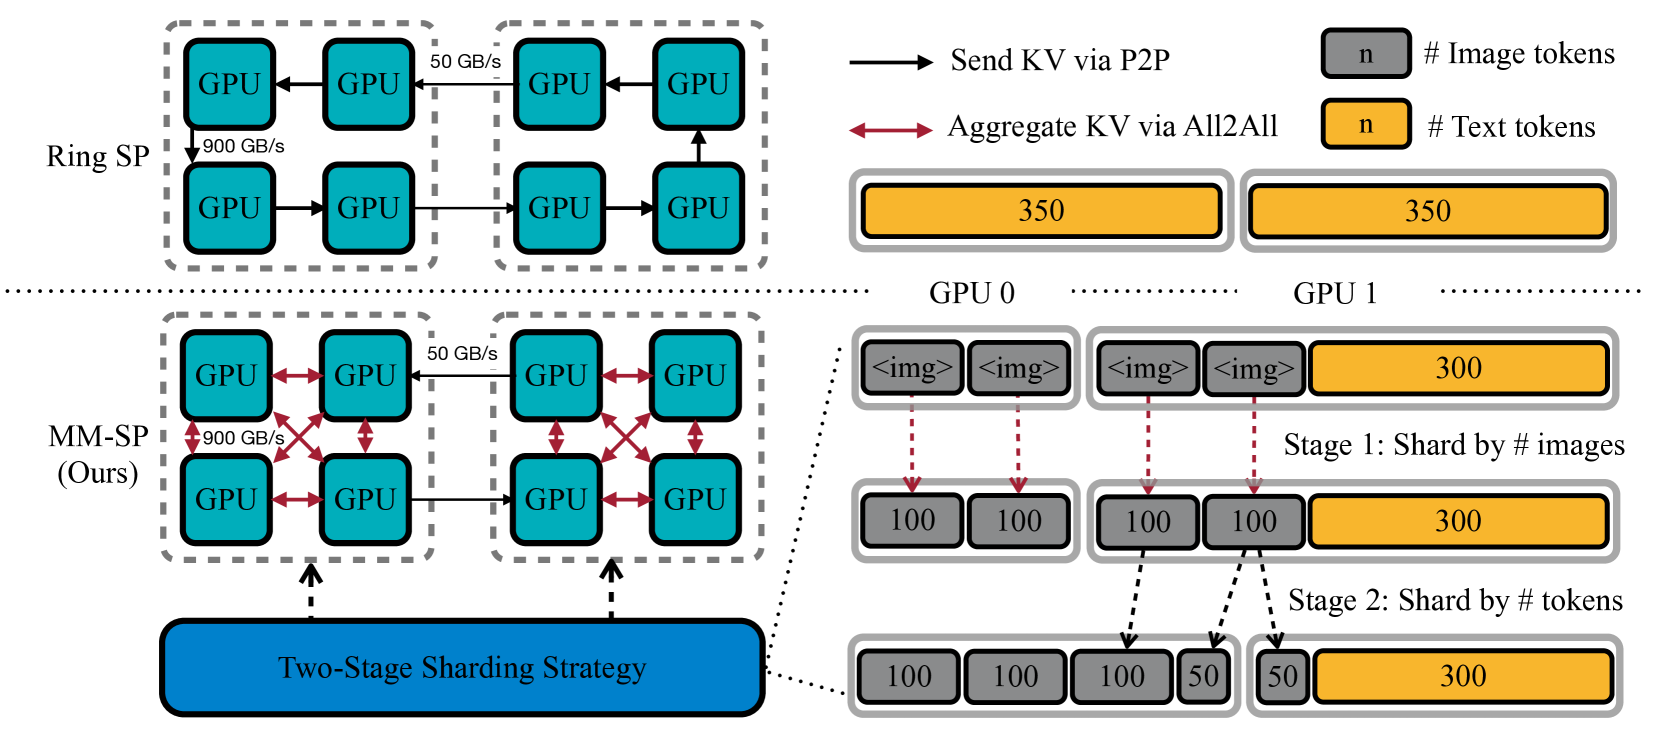 GPU GPU 50 GB/s GPU GPU
900 GB/s
Ring SP
GPU GPU GPU GPU
Send KV via P2P
Aggregate KV via All2All
n # Image tokens
n # Text tokens
350 350
GPU 0 GPU 1
GPU GPU 50 GB/s GPU GPU
900 GB/s
MM-SP
(Ours)
GPU GPU GPU GPU
Two-Stage Sharding Strategy
<img> <img> <img> <img> 300
Stage 1: Shard by # images
100 100 100 100 300
Stage 2: Shard by # tokens
100 100 100 50 50 300